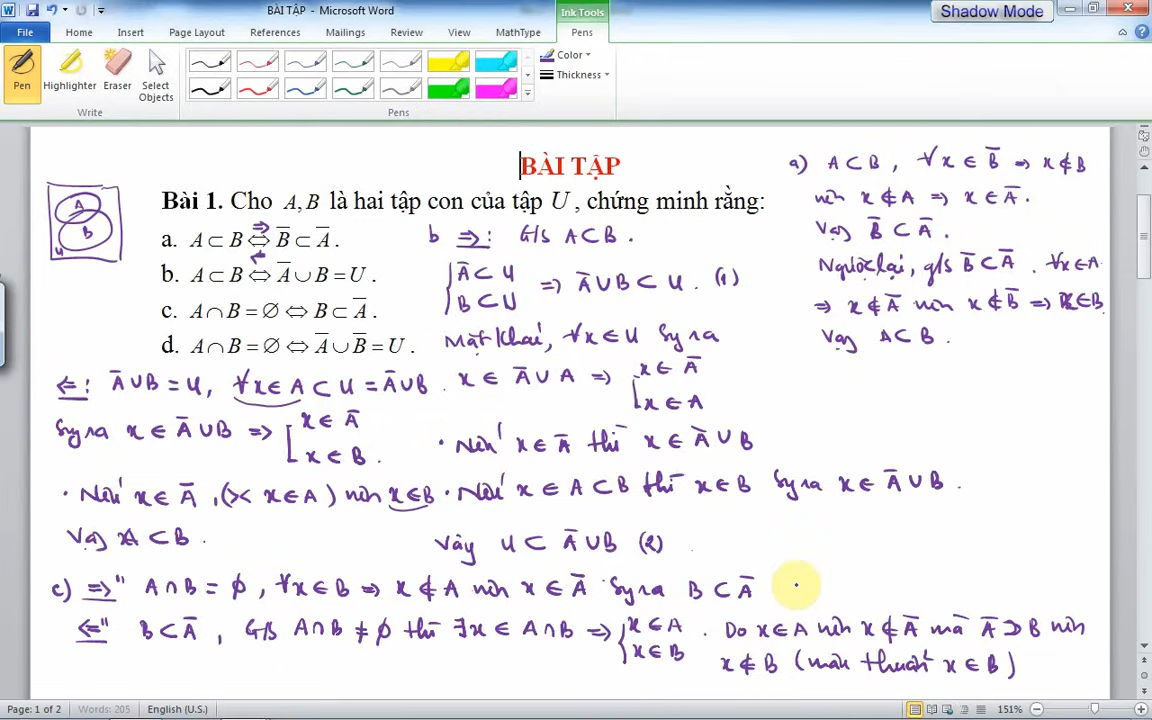 BÀI TẬP - Microsoft Word
Ink Tools
Shadow Mode
File Home Insert Page Layout References Mailings Review View MathType Pens
Pen Highlighter Eraser Select Objects
Color
Thickness
Write
Pens
BÀI TẬP
Bài 1. Cho A, B là hai tập con của tập U, chứng minh rằng:
a. A ⊂ B ⇔ B̅ ⊂ A̅.
b. A ⊂ B ⇔ A̅ ∪ B = U.
c. A ∩ B = ∅ ⇔ B ⊂ A̅.
d. A ∩ B = ∅ ⇔ A̅ ∪ B̅ = U.
A
B
U
⇒
⇐
a) A ⊂ B, ∀x ∈ B̅ ⇒ x ∉ B
nên x ∉ A ⇒ x ∈ A̅.
Vậy B̅ ⊂ A̅.
Ngược lại, g/s B̅ ⊂ A̅. ∀x ∈ A
⇒ x ∉ A̅ nên x ∉ B̅ ⇒ x ∈ B.
Vậy A ⊂ B.
b ⇒: G/s A ⊂ B.
{ A̅ ⊂ U
B ⊂ U ⇒ A̅ ∪ B ⊂ U. (1)
Mặt khác, ∀x ∈ U Suy ra
x ∈ A̅ ∪ A ⇒ [ x ∈ A̅
x ∈ A
• Nếu x ∈ A̅ thì x ∈ A̅ ∪ B
• Nếu x ∈ A ⊂ B thì x ∈ B Suy ra x ∈ A̅ ∪ B.
Vậy U ⊂ A̅ ∪ B (2)
⇐: A̅ ∪ B = U, ∀x ∈ A ⊂ U = A̅ ∪ B.
Suy ra x ∈ A̅ ∪ B ⇒ [ x ∈ A̅
x ∈ B.
• Nếu x ∈ A̅, (>< x ∈ A) nên x ∈ B
Vậy A ⊂ B.
c) ⇒" A ∩ B = ∅, ∀x ∈ B ⇒ x ∉ A nên x ∈ A̅ Suy ra B ⊂ A̅
⇐" B ⊂ A̅, G/s A ∩ B ≠ ∅ thì ∃x ∈ A ∩ B ⇒ { x ∈ A
x ∈ B. Do x ∈ A nên x ∉ A̅ mà A̅ ⊃ B nên
x ∉ B (mâu thuẫn x ∈ B)
Page: 1 of 2 Words: 205 English (U.S.) 151%